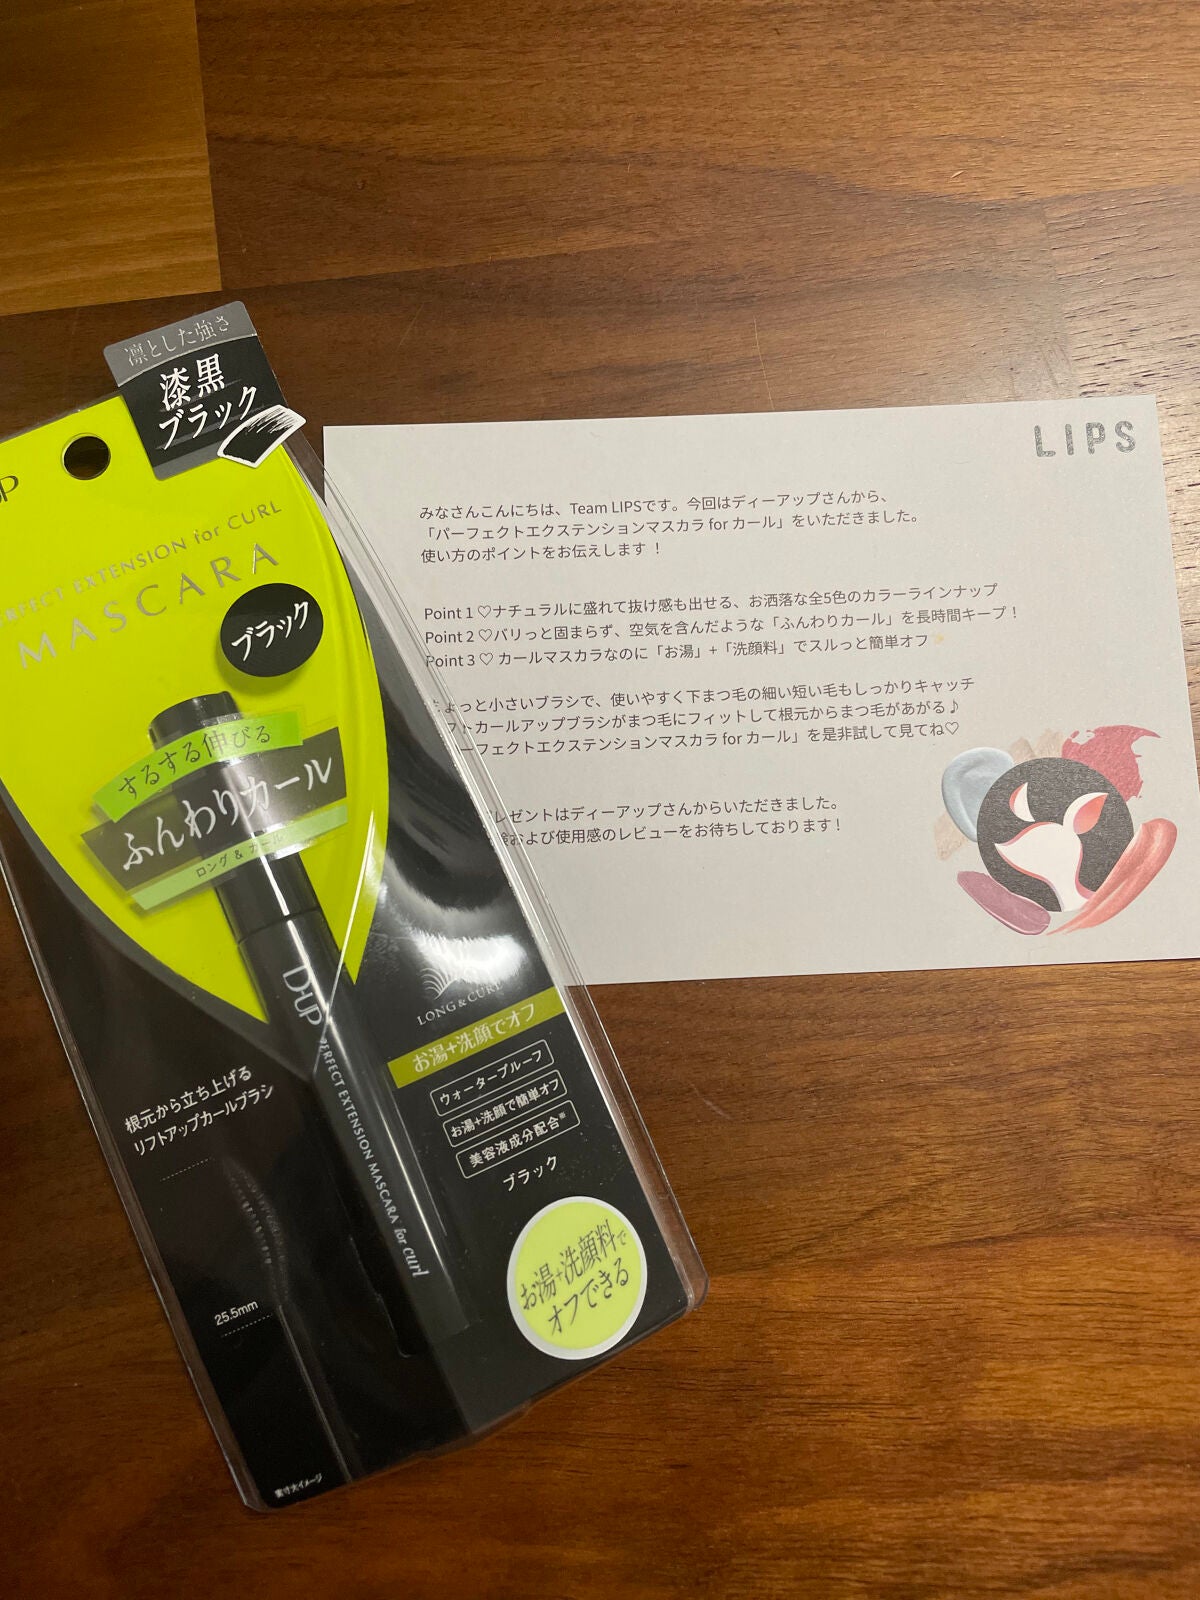 凛とした強さ
漆黒
ブラック
PERFECT EXTENSION for CURL
MASCARA
ブラック
するする伸びる
ふんわりカール
ロング & カール
D-UP
PERFECT EXTENSION MASCARA for curl
LONG & CURL
お湯+洗顔でオフ
ウォータープルーフ
お湯+洗顔で簡単オフ
美容液成分配合※
ブラック
根元から立ち上げる
リフトアップカールブラシ
25.5mm
お湯+洗顔料で
オフできる
実寸大イメージ
LIPS
みなさんこんにちは、Team LIPSです。今回はディーアップさんから、
「パーフェクトエクステンションマスカラ for カール」をいただきました。
使い方のポイントをお伝えします！
Point 1 ♡ナチュラルに盛れて抜け感も出せる、お洒落な全5色のカラーラインナップ
Point 2 ♡パリっと固まらず、空気を含んだような「ふんわりカール」を長時間キープ！
Point 3 ♡ カールマスカラなのに「お湯」+「洗顔料」でスルっと簡単オフ✨
ちょっと小さいブラシで、使いやすく下まつ毛の細い短い毛もしっかりキャッチ
カールアップブラシがまつ毛にフィットして根元からまつ毛があがる♪
ーフェクトエクステンションマスカラ for カール」を是非試して見てね♡
レゼントはディーアップさんからいただきました。
および使用感のレビューをお待ちしております！